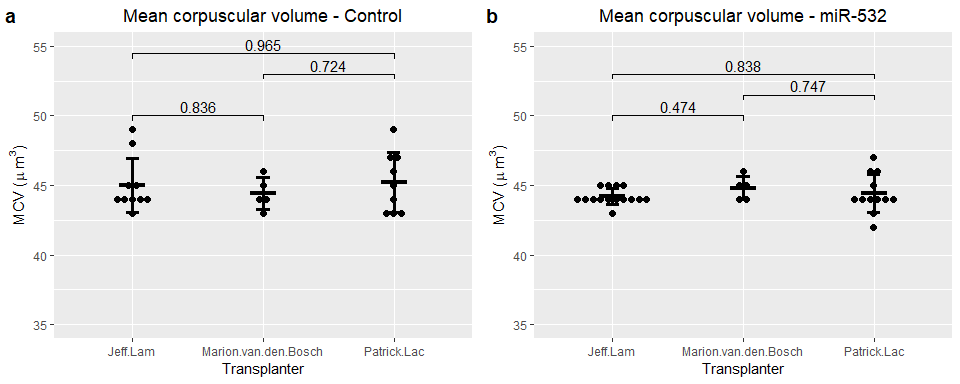 a
Mean corpuscular volume - Control
MCV (μm³)
55
50
45
40
35
0.965
0.724
0.836
Jeff.Lam
Marion.van.den.Bosch
Patrick.Lac
Transplanter
b
Mean corpuscular volume - miR-532
MCV (μm³)
55
50
45
40
35
0.838
0.747
0.474
Jeff.Lam
Marion.van.den.Bosch
Patrick.Lac
Transplanter